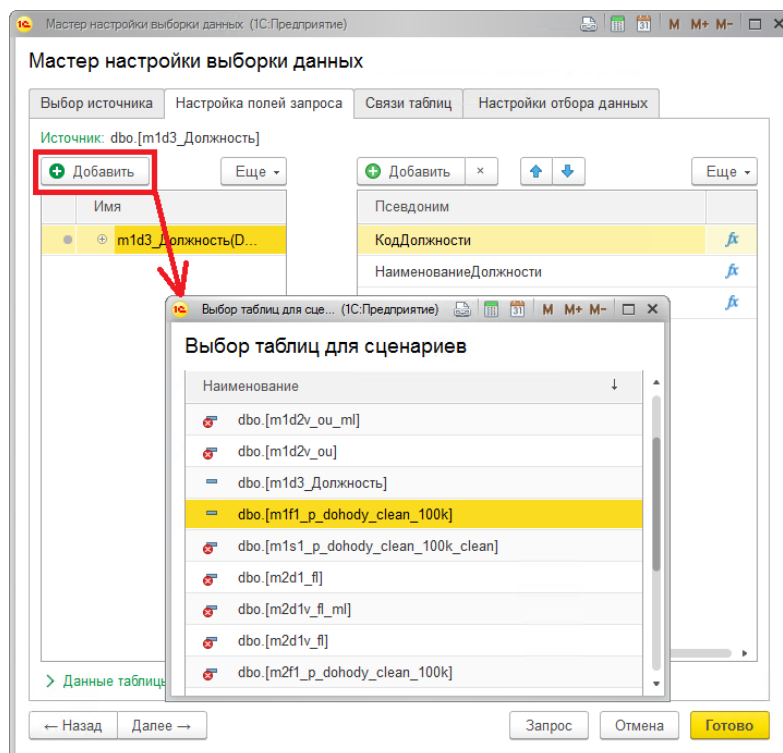 Мастер настройки выборки данных (1С:Предприятие)
M M+ M-
Мастер настройки выборки данных
Выбор источника Настройка полей запроса Связи таблиц Настройки отбора данных
Источник: dbo.[m1d3_Должность]
Добавить Еще Добавить Еще
Имя Псевдоним
m1d3_Должность(D... КодДолжности fx
НаименованиеДолжности fx
fx
Выбор таблиц для сце... (1С:Предприятие) 31 M M+ M-
Выбор таблиц для сценариев
Наименование
dbo.[m1d2v_ou_ml]
dbo.[m1d2v_ou]
dbo.[m1d3_Должность]
dbo.[m1f1_p_dohody_clean_100k]
dbo.[m1s1_p_dohody_clean_100k_clean]
dbo.[m2d1_fl]
dbo.[m2d1v_fl_ml]
dbo.[m2d1v_fl]
dbo.[m2f1_p_dohody_clean_100k]
Данные таблицы
← Назад Далее → Запрос Отмена Готово